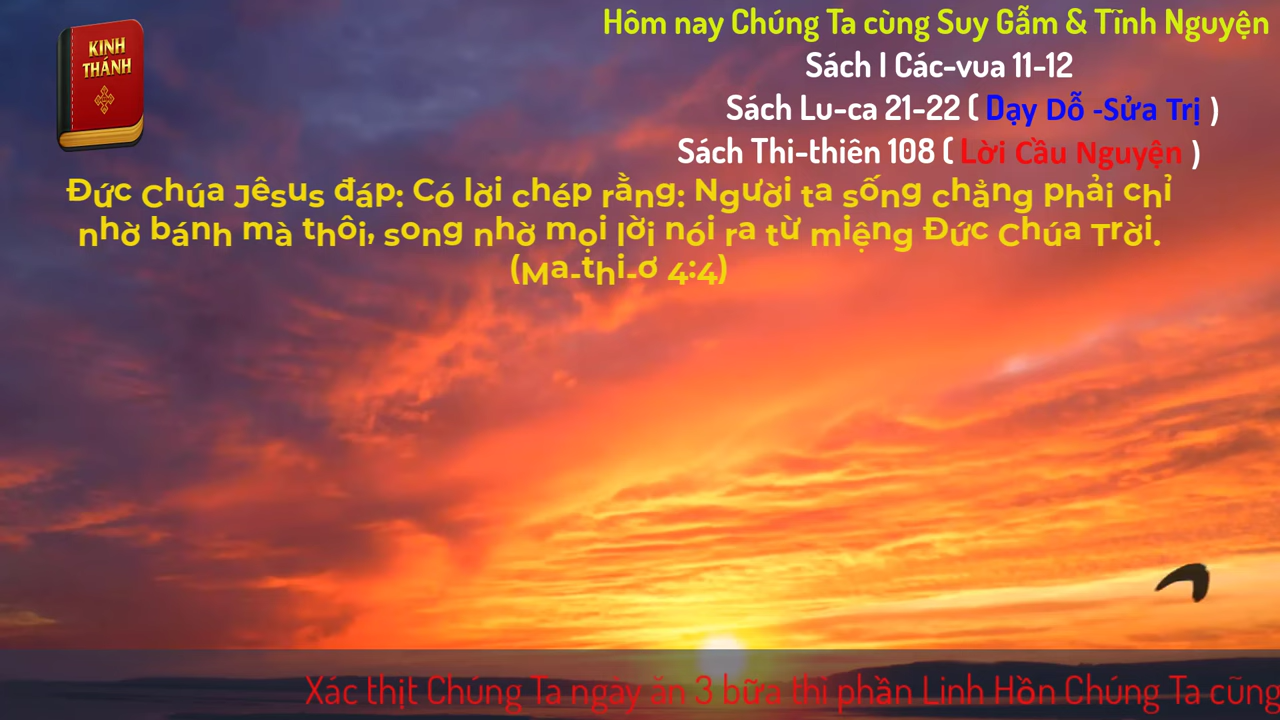 KINH
THÁNH
Hôm nay Chúng Ta cùng Suy Gẫm & Tĩnh Nguyện
Sách I Các-vua 11-12
Sách Lu-ca 21-22 ( Dạy Dỗ -Sửa Trị )
Sách Thi-thiên 108 ( Lời Cầu Nguyện )
Đức Chúa Jêsus đáp: Có lời chép rằng: Người ta sống chẳng phải chỉ
nhờ bánh mà thôi, song nhờ mọi lời nói ra từ miệng Đức Chúa Trời.
(Ma-thi-ơ 4:4)
Xác thịt Chúng Ta ngày ăn 3 bữa thì phần Linh Hồn Chúng Ta cũng